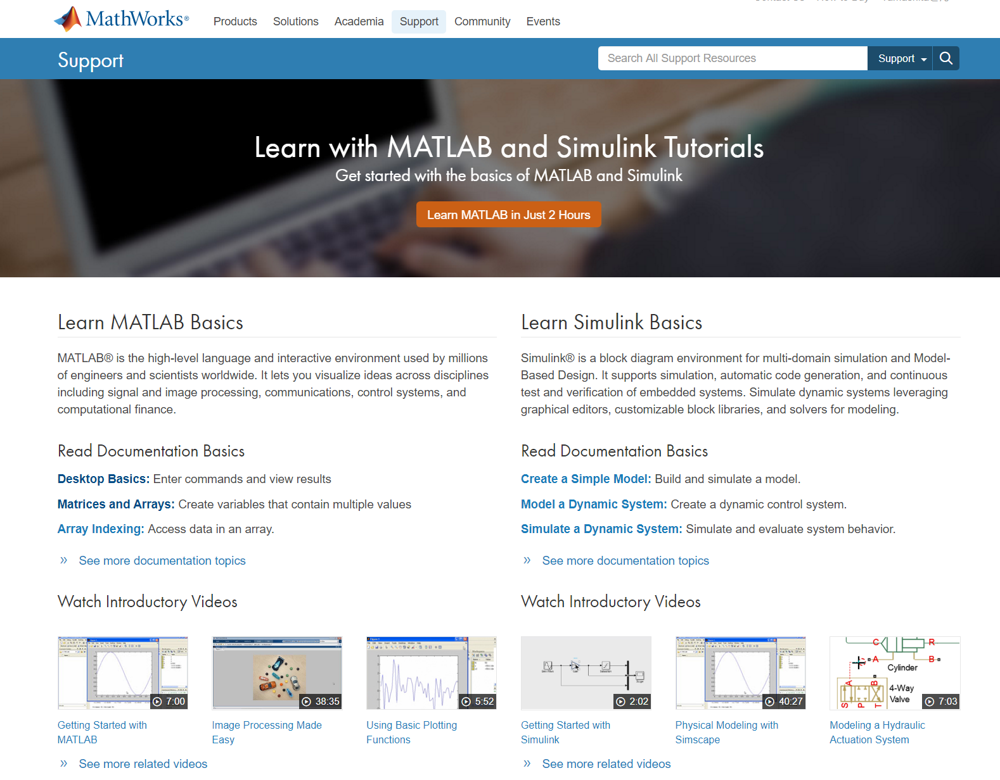 MathWorks®
Products Solutions Academia Support Community Events
Support
Search All Support Resources
Support
Learn with MATLAB and Simulink Tutorials
Get started with the basics of MATLAB and Simulink
Learn MATLAB in Just 2 Hours
Learn MATLAB Basics
MATLAB® is the high-level language and interactive environment used by millions
of engineers and scientists worldwide. It lets you visualize ideas across disciplines
including signal and image processing, communications, control systems, and
computational finance.
Read Documentation Basics
Desktop Basics: Enter commands and view results
Matrices and Arrays: Create variables that contain multiple values
Array Indexing: Access data in an array.
» See more documentation topics
Watch Introductory Videos
7:00
Getting Started with
MATLAB
38:35
Image Processing Made
Easy
5:52
Using Basic Plotting
Functions
» See more related videos
Learn Simulink Basics
Simulink® is a block diagram environment for multi-domain simulation and Model-
Based Design. It supports simulation, automatic code generation, and continuous
test and verification of embedded systems. Simulate dynamic systems leveraging
graphical editors, customizable block libraries, and solvers for modeling.
Read Documentation Basics
Create a Simple Model: Build and simulate a model.
Model a Dynamic System: Create a dynamic control system.
Simulate a Dynamic System: Simulate and evaluate system behavior.
» See more documentation topics
Watch Introductory Videos
2:02
Getting Started with
Simulink
40:27
Physical Modeling with
Simscape
C R
A B
Cylinder
A B
4-Way
Valve
S P T
7:03
Modeling a Hydraulic
Actuation System
» See more related videos